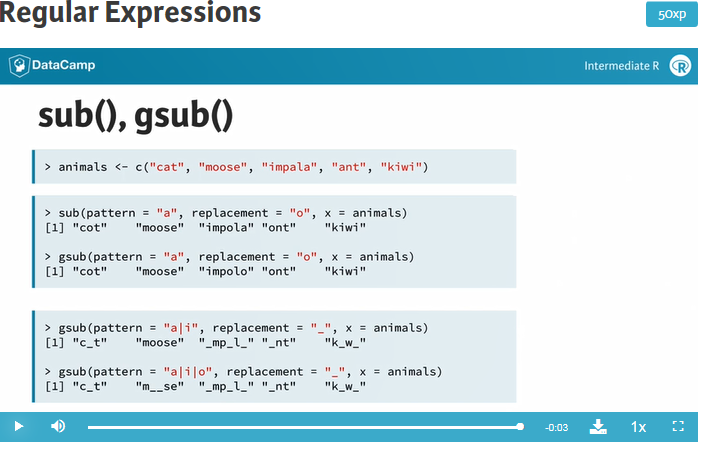 Regular Expressions
50xp
DataCamp
Intermediate R
R
sub(), gsub()
> animals <- c("cat", "moose", "impala", "ant", "kiwi")
> sub(pattern = "a", replacement = "o", x = animals)
[1] "cot"    "moose"  "impola" "ont"    "kiwi"
> gsub(pattern = "a", replacement = "o", x = animals)
[1] "cot"    "moose"  "impolo" "ont"    "kiwi"
> gsub(pattern = "a|i", replacement = "_", x = animals)
[1] "c_t"    "moose"  "_mp_l_" "_nt"    "k_w_"
> gsub(pattern = "a|i|o", replacement = "_", x = animals)
[1] "c_t"    "m__se"  "_mp_l_" "_nt"    "k_w_"
-0:03
1x